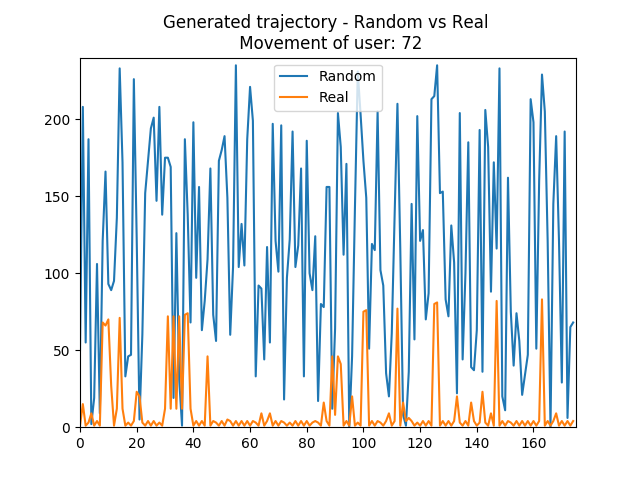 Generated trajectory - Random vs Real
Movement of user: 72
Random
Real
200
150
100
50
0
0 20 40 60 80 100 120 140 160